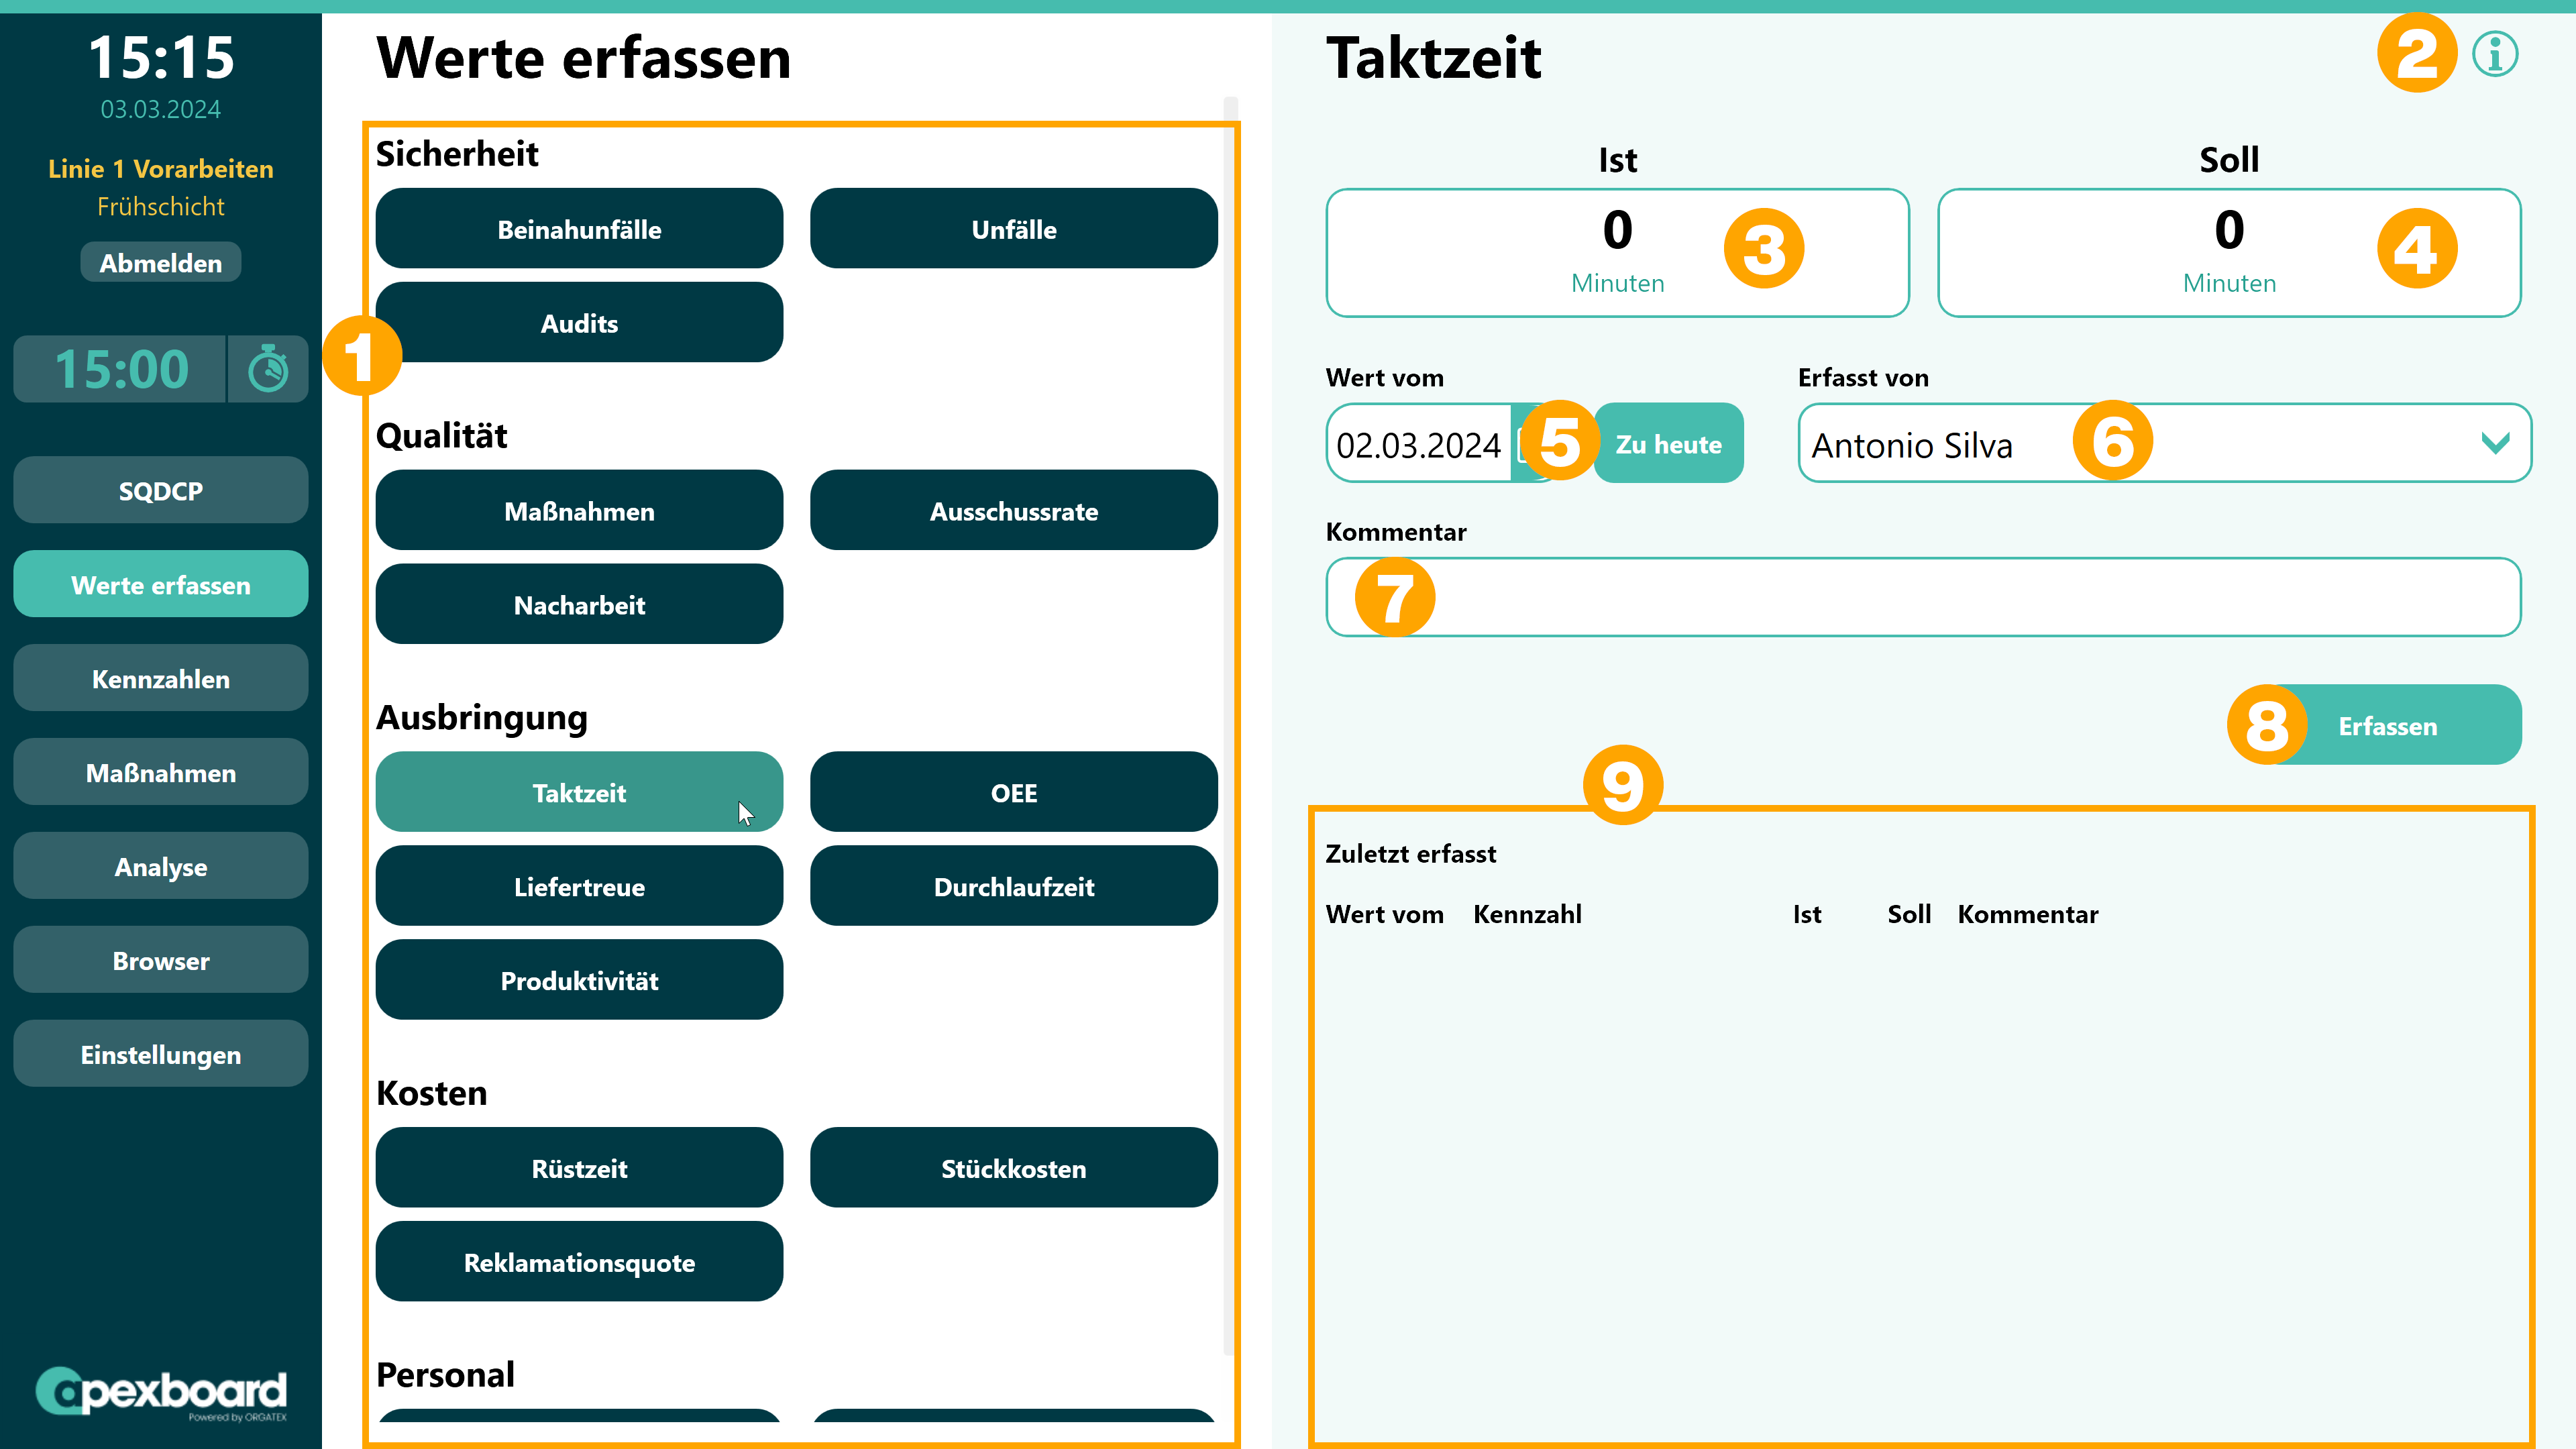 15:15
03.03.2024
Linie 1 Vorarbeiten
Frühschicht
Abmelden
15:00
SQDCP
Werte erfassen
Kennzahlen
Maßnahmen
Analyse
Browser
Einstellungen
apexboard
Powered by ORGATEX
Werte erfassen
1
Sicherheit
Beinahunfälle
Unfälle
Audits
Qualität
Maßnahmen
Ausschussrate
Nacharbeit
Ausbringung
Taktzeit
OEE
Liefertreue
Durchlaufzeit
Produktivität
Kosten
Rüstzeit
Stückkosten
Reklamationsquote
Personal
Taktzeit
2
Ist
Soll
0
3
Minuten
0
4
Minuten
Wert vom
Erfasst von
02.03.2024
5
Zu heute
Antonio Silva
6
Kommentar
7
8
Erfassen
9
Zuletzt erfasst
Wert vom Kennzahl Ist Soll Kommentar